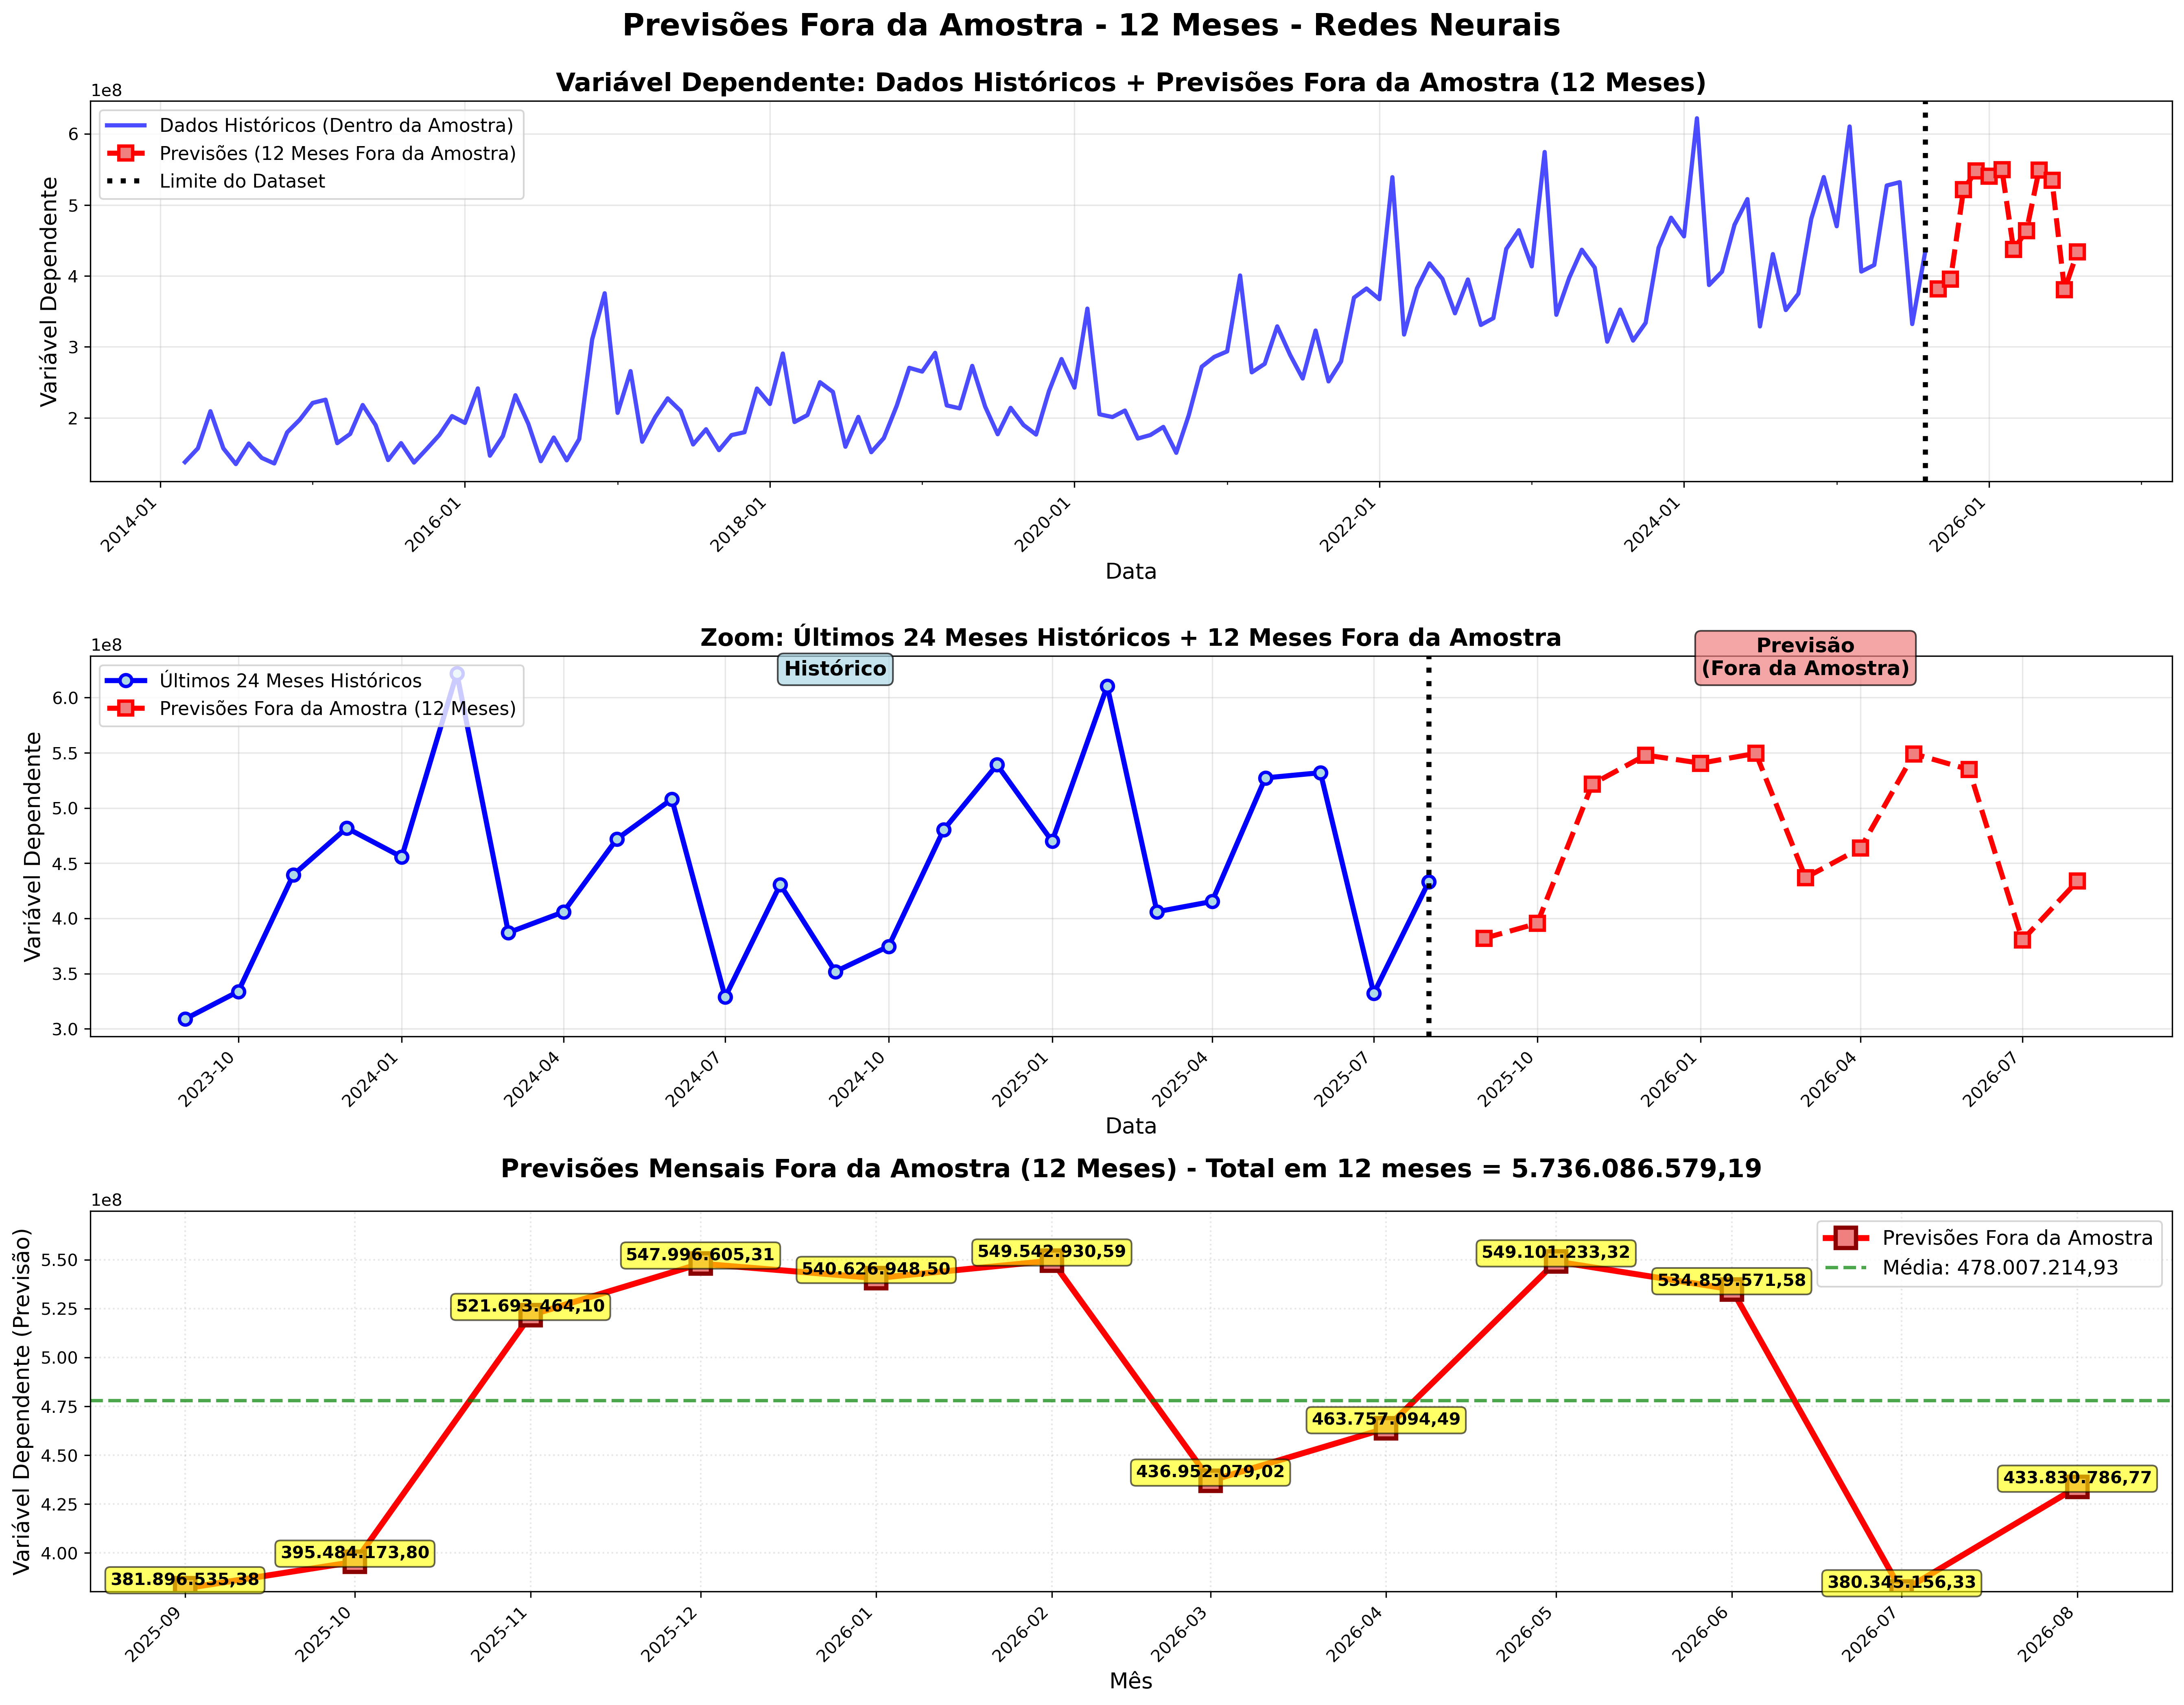 Previsões Fora da Amostra - 12 Meses - Redes Neurais
Variável Dependente: Dados Históricos + Previsões Fora da Amostra (12 Meses)
1e8
Dados Históricos (Dentro da Amostra)
Previsões (12 Meses Fora da Amostra)
Limite do Dataset
Variável Dependente
6
5
4
3
2
2014-01
2016-01
2018-01
2020-01
2022-01
2024-01
2026-01
Data
Zoom: Últimos 24 Meses Históricos + 12 Meses Fora da Amostra
1e8
Últimos 24 Meses Históricos
Previsões Fora da Amostra (12 Meses)
Histórico
Previsão
(Fora da Amostra)
Variável Dependente
6.0
5.5
5.0
4.5
4.0
3.5
3.0
2023-10
2024-01
2024-04
2024-07
2024-10
2025-01
2025-04
2025-07
2025-10
2026-01
2026-04
2026-07
Data
Previsões Mensais Fora da Amostra (12 Meses) - Total em 12 meses = 5.736.086.579,19
1e8
Previsões Fora da Amostra
Média: 478.007.214,93
Variável Dependente (Previsão)
5.50
5.25
5.00
4.75
4.50
4.25
4.00
381.896.535,38
395.484.173,80
521.693.464,10
547.996.605,31
540.626.948,50
549.542.930,59
436.952.079,02
463.757.094,49
549.101.233,32
534.859.571,58
380.345.156,33
433.830.786,77
2025-09
2025-10
2025-11
2025-12
2026-01
2026-02
2026-03
2026-04
2026-05
2026-06
2026-07
2026-08
Mês